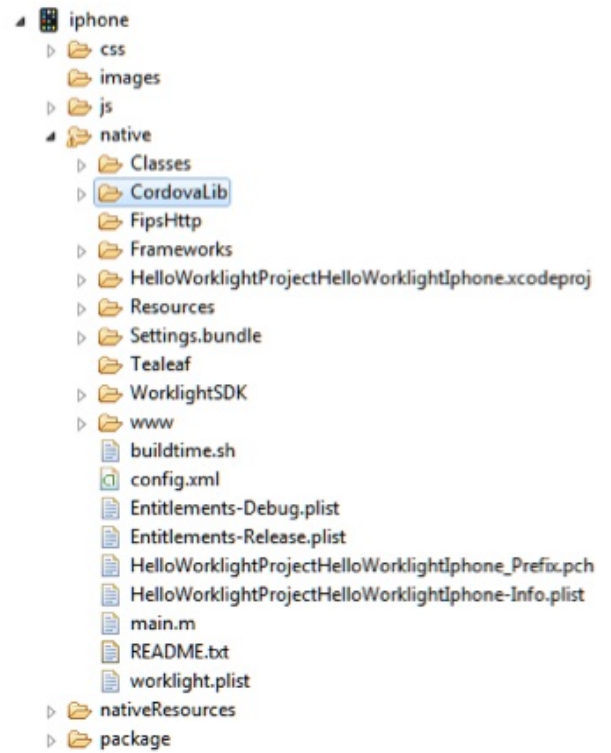 iphone
css
images
js
native
Classes
CordovaLib
FipsHttp
Frameworks
HelloWorklightProjectHelloWorklightIphone.xcodeproj
Resources
Settings.bundle
Tealeaf
WorklightSDK
www
buildtime.sh
config.xml
Entitlements-Debug.plist
Entitlements-Release.plist
HelloWorklightProjectHelloWorklightIphone_Prefix.pch
HelloWorklightProjectHelloWorklightIphone-Info.plist
main.m
README.txt
worklight.plist
nativeResources
package